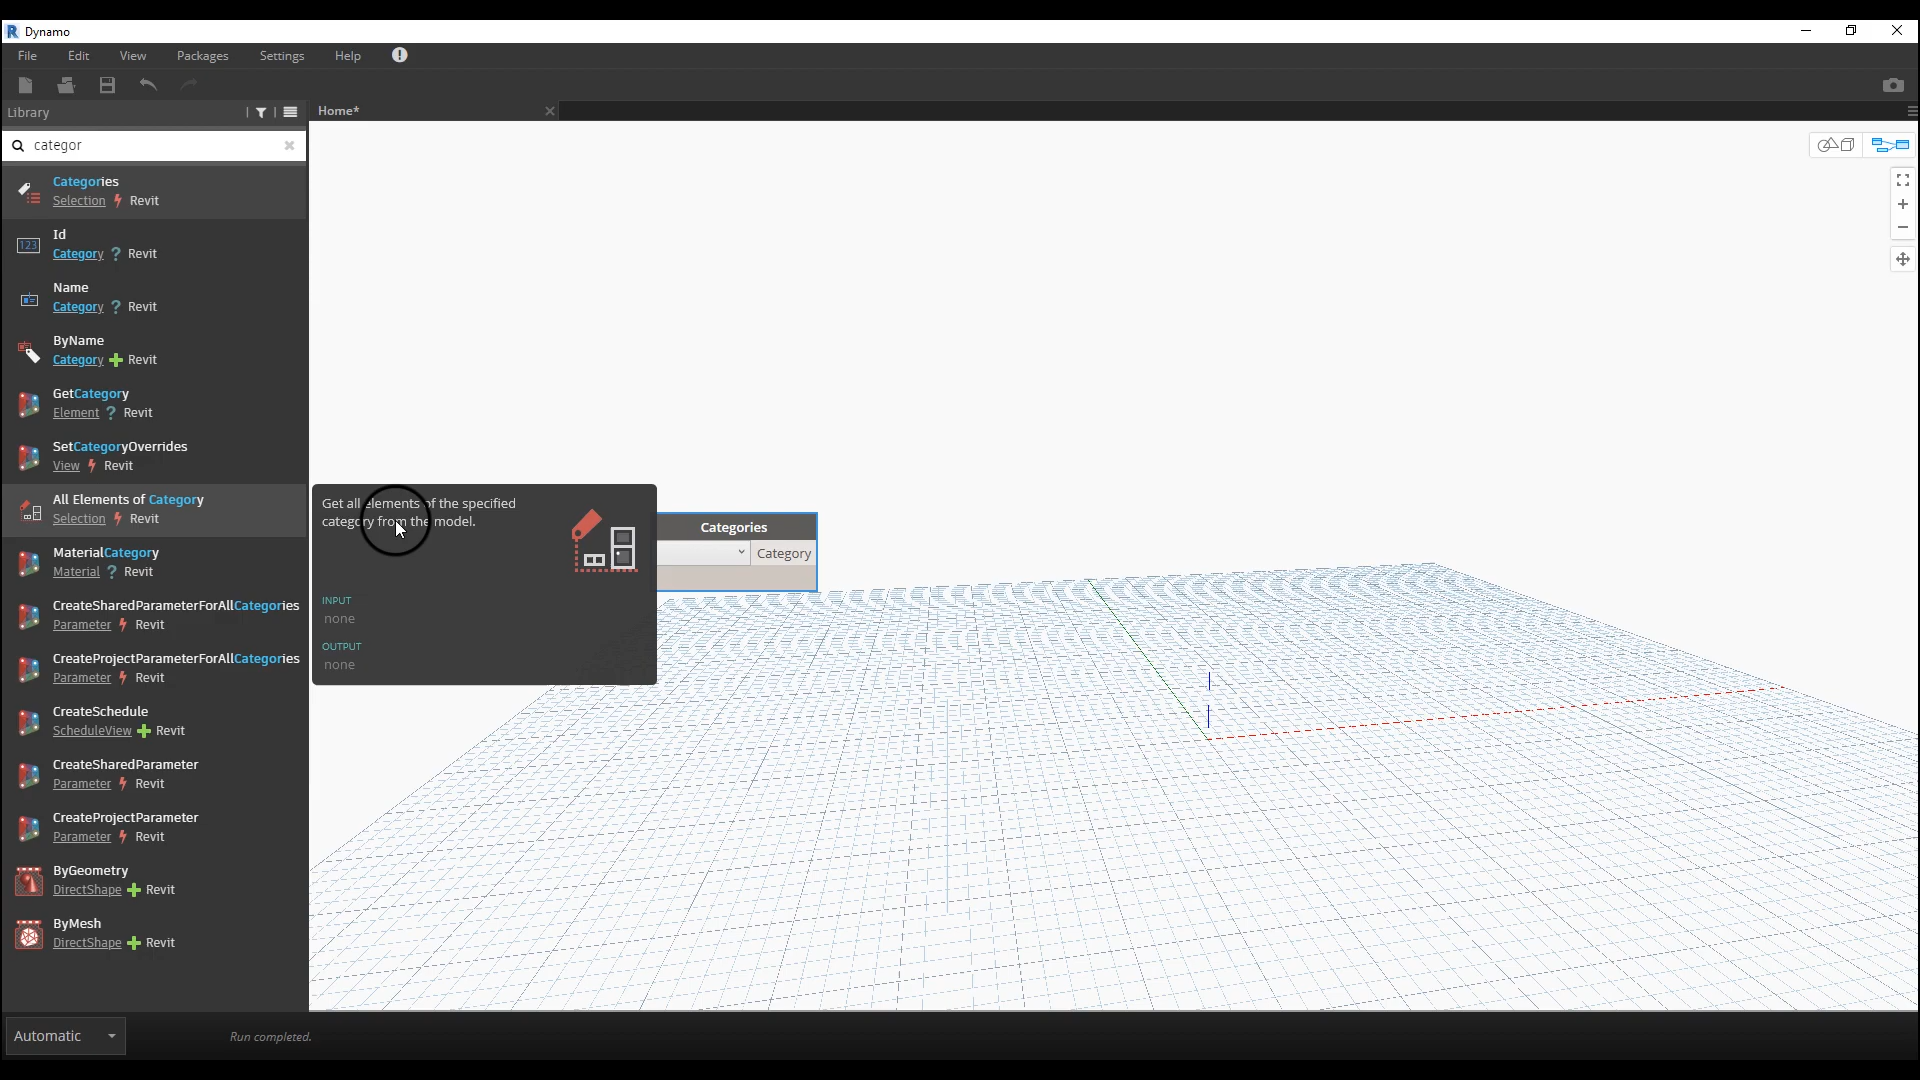 Dynamo
File Edit View Packages Settings Help
Library
Home*
categor
Categories
Selection Revit
Id
123
Category ? Revit
Name
Category ? Revit
ByName
Category Revit
GetCategory
Element ? Revit
SetCategoryOverrides
View Revit
All Elements of Category
Selection Revit
MaterialCategory
Material ? Revit
CreateSharedParameterForAllCategories
Parameter Revit
CreateProjectParameterForAllCategories
Parameter Revit
CreateSchedule
ScheduleView Revit
CreateSharedParameter
Parameter Revit
CreateProjectParameter
Parameter Revit
ByGeometry
DirectShape Revit
ByMesh
DirectShape Revit
Get all elements of the specified
category from the model.
INPUT
none
OUTPUT
none
Categories
Category
Automatic
Run completed.